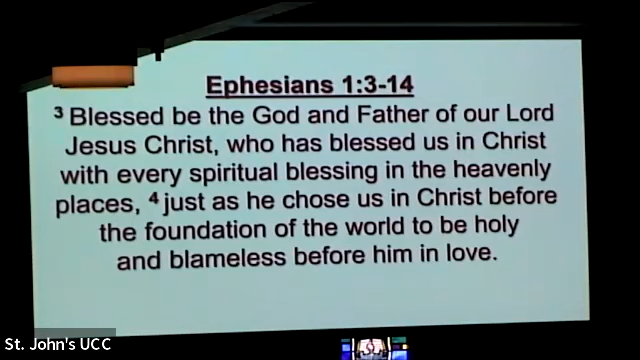 Ephesians 1:3-14
³ Blessed be the God and Father of our Lord
Jesus Christ, who has blessed us in Christ
with every spiritual blessing in the heavenly
places, ⁴ just as he chose us in Christ before
the foundation of the world to be holy
and blameless before him in love.
St. John's UCC